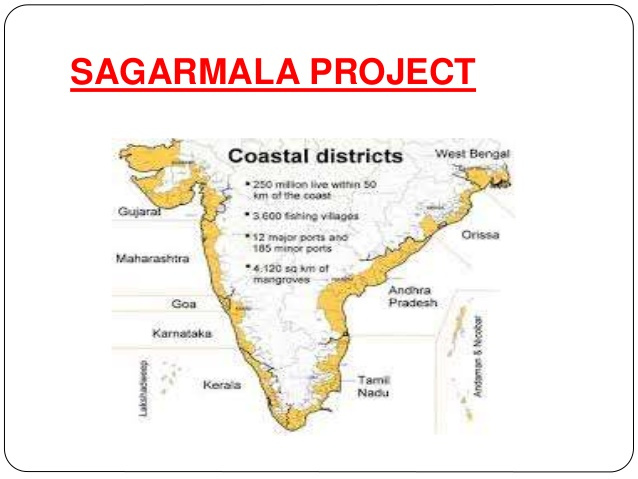 SAGARMALA PROJECT
Coastal districts
• 250 million live within 50
km of the coast
• 3,600 fishing villages
• 12 major ports and
185 minor ports
• 4,120 sq km of
mangroves
West Bengal
Gujarat
Orissa
Maharashtra
Andhra
Pradesh
Goa
Karnataka
Andaman & Nicobar
Lakshadweep
Kerala
Tamil
Nadu